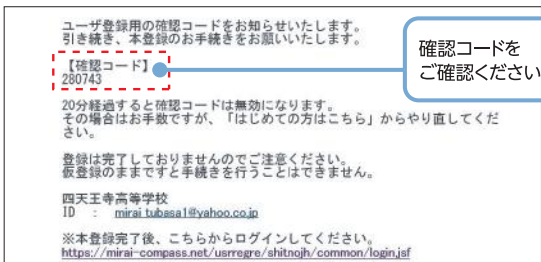 ユーザ登録用の確認コードをお知らせいたします。
引き続き、本登録のお手続きをお願いいたします。
【確認コード】
280743
確認コードを
ご確認ください
20分経過すると確認コードは無効になります。
その場合はお手数ですが、「はじめての方はこちら」からやり直してくだ
さい。
登録は完了しておりませんのでご注意ください。
仮登録のままですと手続きを行うことはできません。
四天王寺高等学校
ID : mirai_tubasa1@yahoo.co.jp
※本登録完了後、こちらからログインしてください。
https://mirai-compass.net/usrregre/shitnojh/common/login.jsf